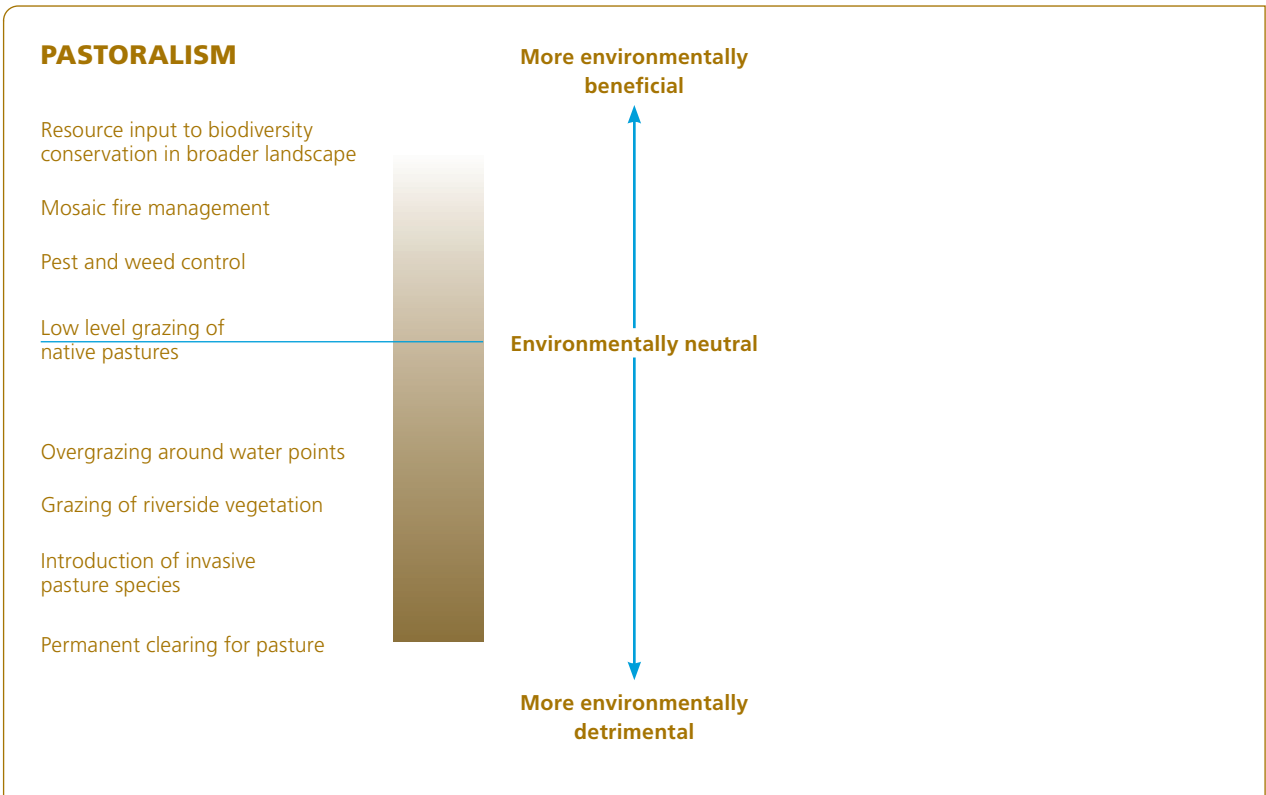 PASTORALISM
More environmentally
beneficial
Resource input to biodiversity
conservation in broader landscape
Mosaic fire management
Pest and weed control
Low level grazing of
native pastures
Environmentally neutral
Overgrazing around water points
Grazing of riverside vegetation
Introduction of invasive
pasture species
Permanent clearing for pasture
More environmentally
detrimental